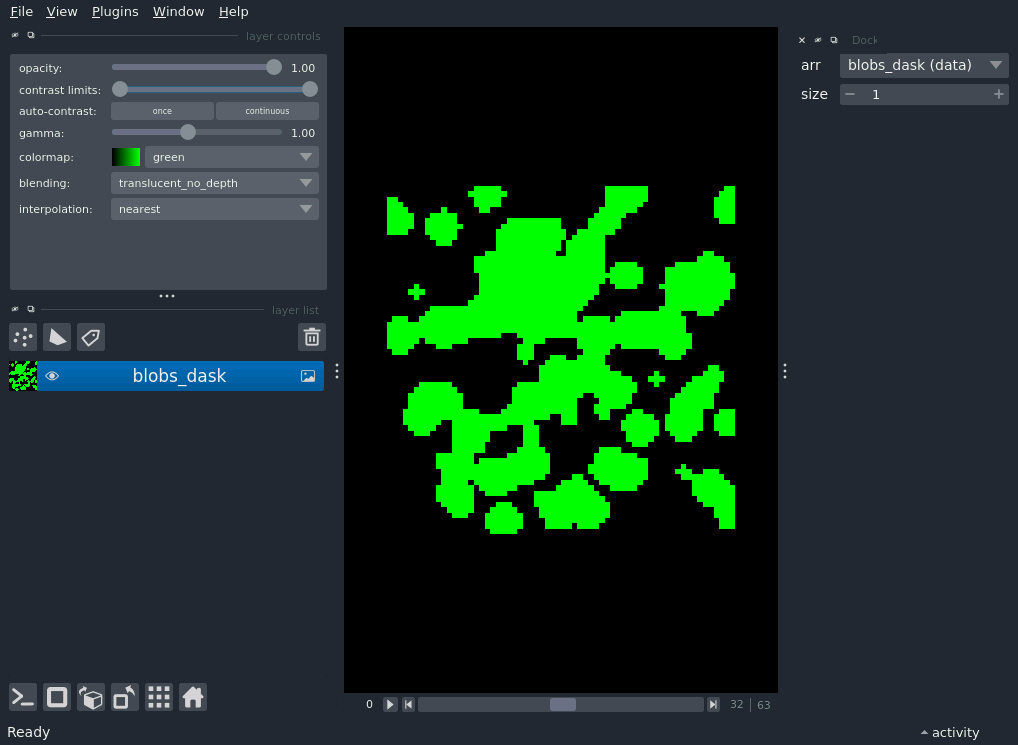 File View Plugins Window Help
layer controls
opacity: 1.00
contrast limits:
auto-contrast: once continuous
gamma: 1.00
colormap: green
blending: translucent_no_depth
interpolation: nearest
layer list
blobs_dask
0 32 63
Dock
arr blobs_dask (data)
size 1
Ready
activity